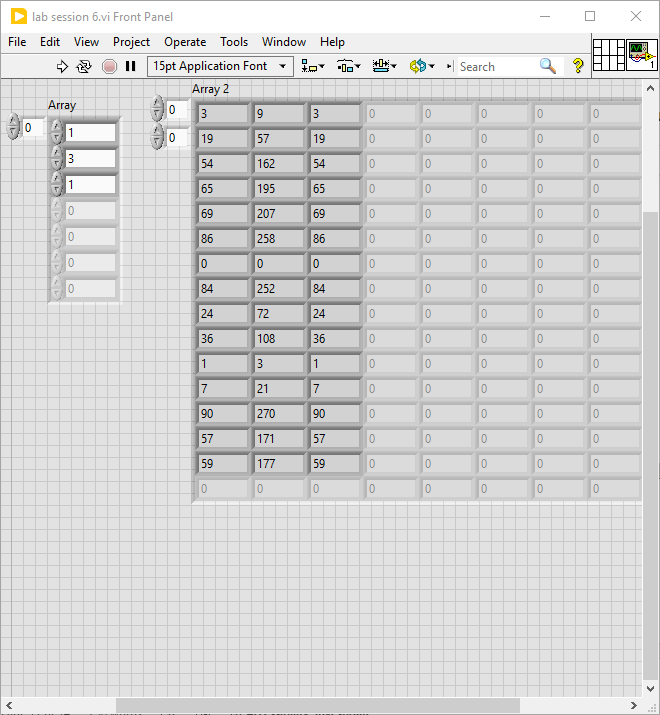 lab session 6.vi Front Panel
File Edit View Project Operate Tools Window Help
15pt Application Font Search ? 1
Array 2
Array
0
0 0
1
3
1
0
0
0
0
3 9 3 0 0 0 0 0
19 57 19 0 0 0 0 0
54 162 54 0 0 0 0 0
65 195 65 0 0 0 0 0
69 207 69 0 0 0 0 0
86 258 86 0 0 0 0 0
0 0 0 0 0 0 0 0
84 252 84 0 0 0 0 0
24 72 24 0 0 0 0 0
36 108 36 0 0 0 0 0
1 3 1 0 0 0 0 0
7 21 7 0 0 0 0 0
90 270 90 0 0 0 0 0
57 171 57 0 0 0 0 0
59 177 59 0 0 0 0 0
0 0 0 0 0 0 0 0